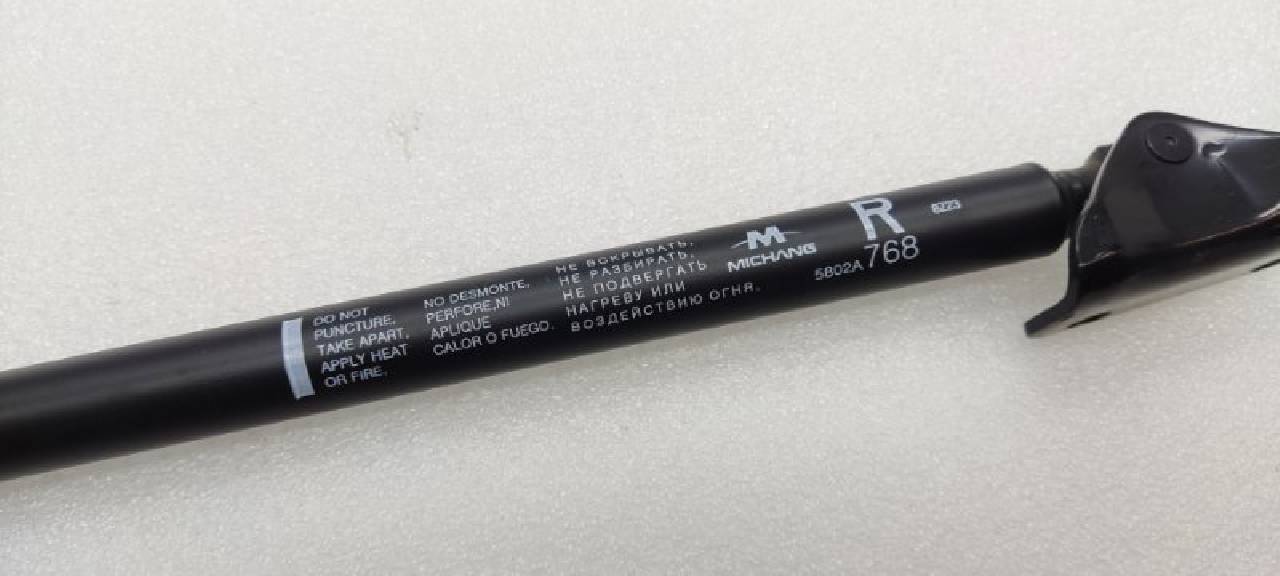 DO NOT
PUNCTURE,
TAKE APART,
APPLY HEAT
OR FIRE.
NO DESMONTE,
PERFORE,NI
APLIQUE
CALOR O FUEGO.
НЕ ВСКРЫВАТЬ,
НЕ РАЗБИРАТЬ,
НЕ ПОДВЕРГАТЬ
НАГРЕВУ ИЛИ
ВОЗДЕЙСТВИЮ ОГНЯ.
M
MICHANG
R
5B02A 768